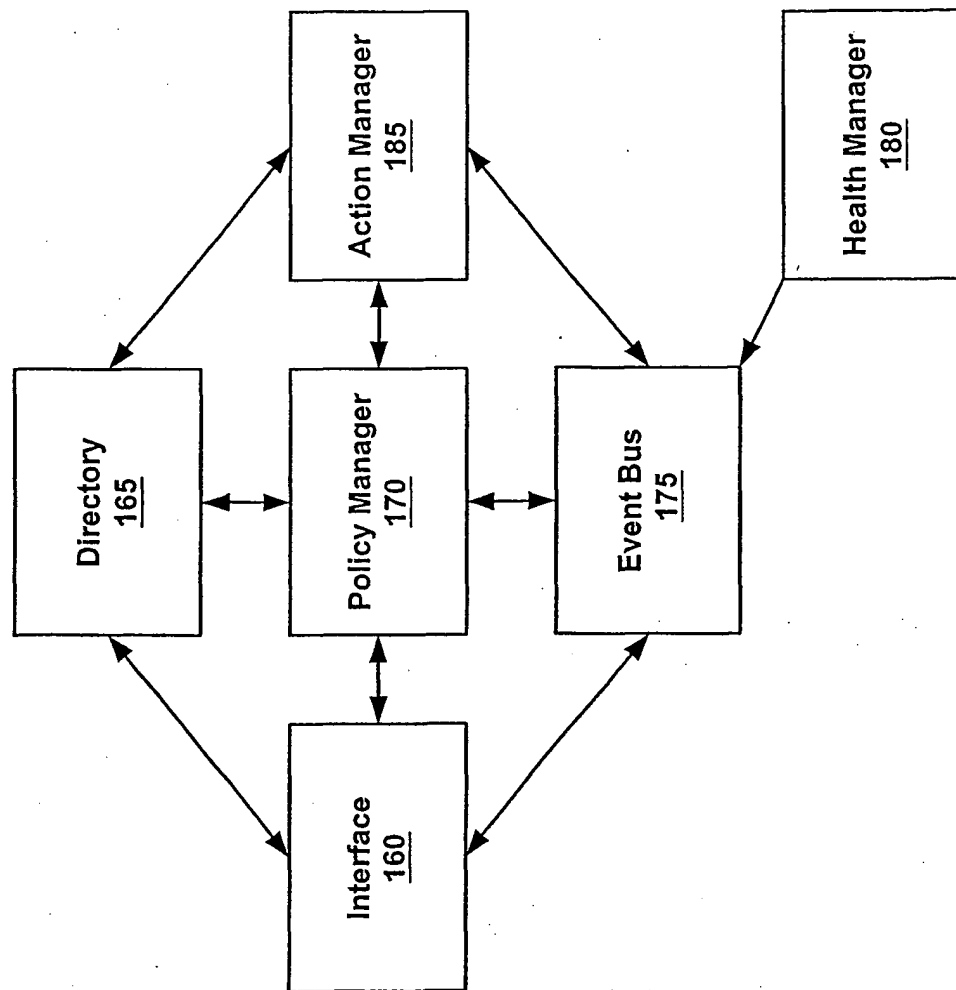 Interface
160
Directory
165
Policy Manager
170
Event Bus
175
Action Manager
185
Health Manager
180